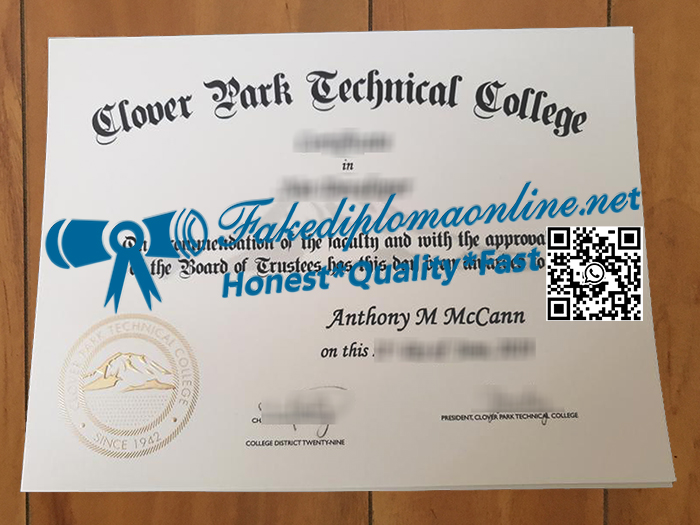 Clover Park Technical College
in
Fakediplomaonline.net
recommendation of the faculty and with the approval
the Board of Trustees has this day
Honest*Quality*Fast
Anthony M McCann
on this
CLOVER PARK TECHNICAL COLLEGE
SINCE 1942
COLLEGE DISTRICT TWENTY-NINE
PRESIDENT, CLOVER PARK TECHNICAL COLLEGE